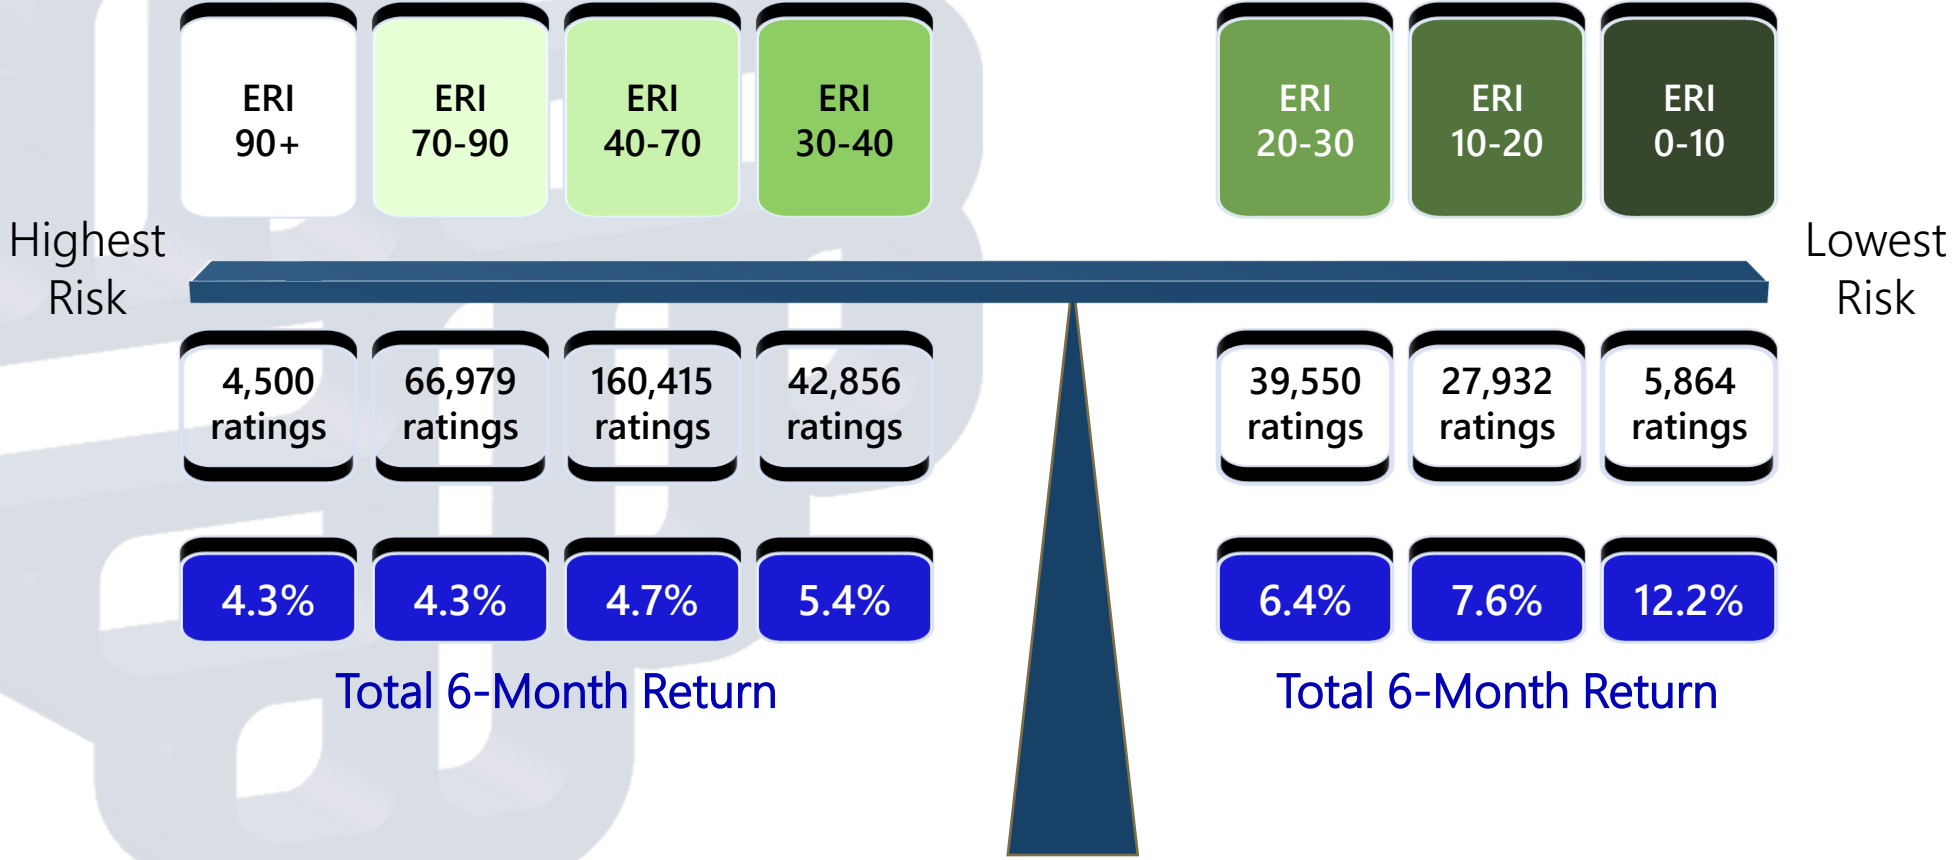 ERI
90+
ERI
70-90
ERI
40-70
ERI
30-40
ERI
20-30
ERI
10-20
ERI
0-10
Highest
Risk
Lowest
Risk
4,500
ratings
66,979
ratings
160,415
ratings
42,856
ratings
39,550
ratings
27,932
ratings
5,864
ratings
4.3%
4.3%
4.7%
5.4%
6.4%
7.6%
12.2%
Total 6-Month Return
Total 6-Month Return